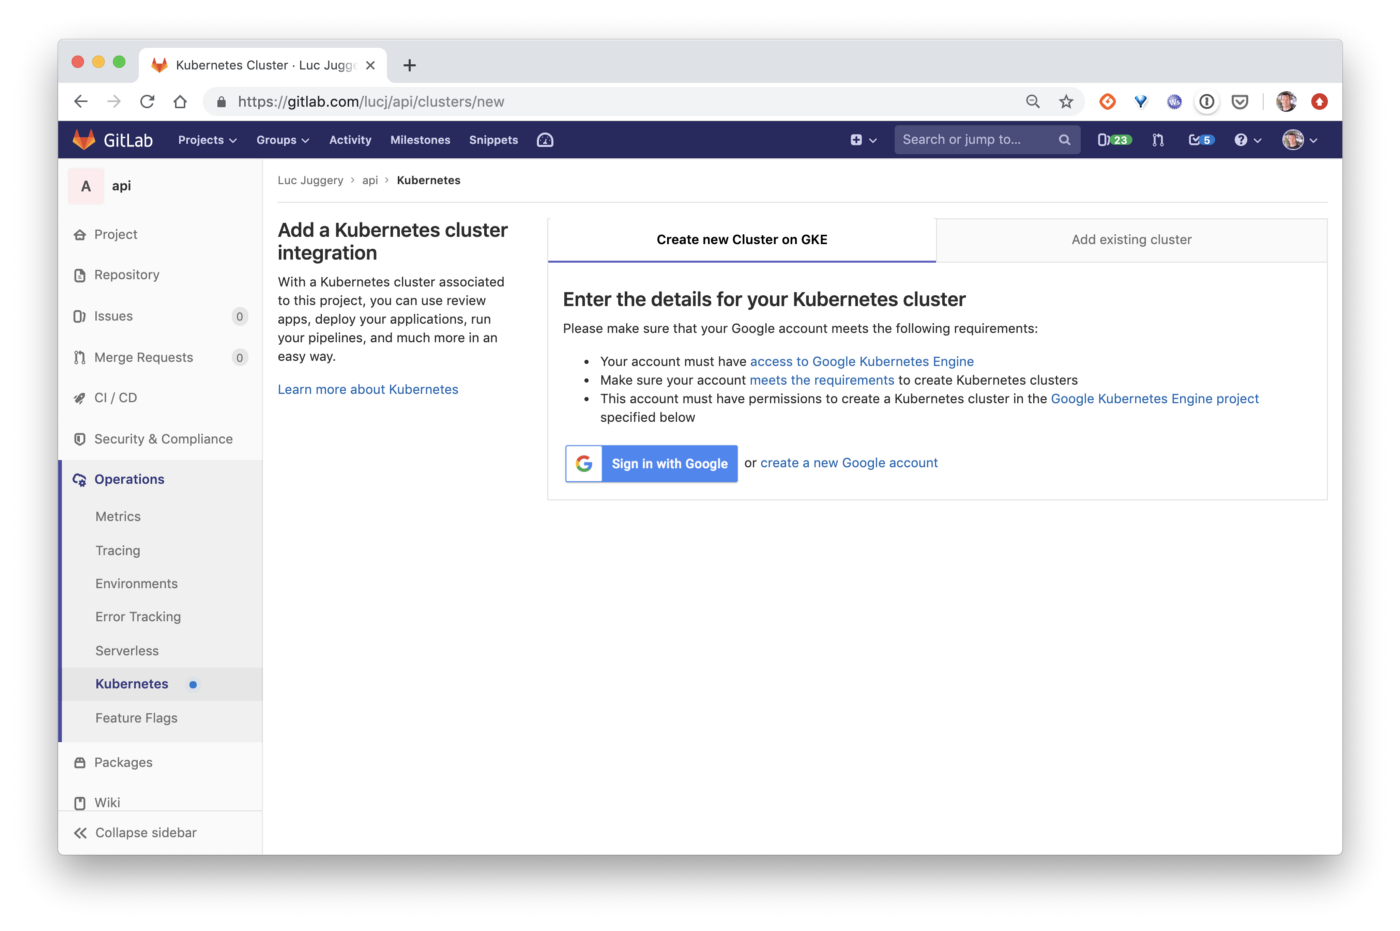 Kubernetes Cluster · Luc Jugg
https://gitlab.com/lucj/api/clusters/new
GitLab Projects Groups Activity Milestones Snippets Search or jump to... 23 5
A api
Project
Repository
Issues 0
Merge Requests 0
CI / CD
Security & Compliance
Operations
Metrics
Tracing
Environments
Error Tracking
Serverless
Kubernetes
Feature Flags
Packages
Wiki
Collapse sidebar
Luc Juggery > api > Kubernetes
Add a Kubernetes cluster
integration
With a Kubernetes cluster associated
to this project, you can use review
apps, deploy your applications, run
your pipelines, and much more in an
easy way.
Learn more about Kubernetes
Create new Cluster on GKE
Add existing cluster
Enter the details for your Kubernetes cluster
Please make sure that your Google account meets the following requirements:
• Your account must have access to Google Kubernetes Engine
• Make sure your account meets the requirements to create Kubernetes clusters
• This account must have permissions to create a Kubernetes cluster in the Google Kubernetes Engine project
specified below
G Sign in with Google or create a new Google account